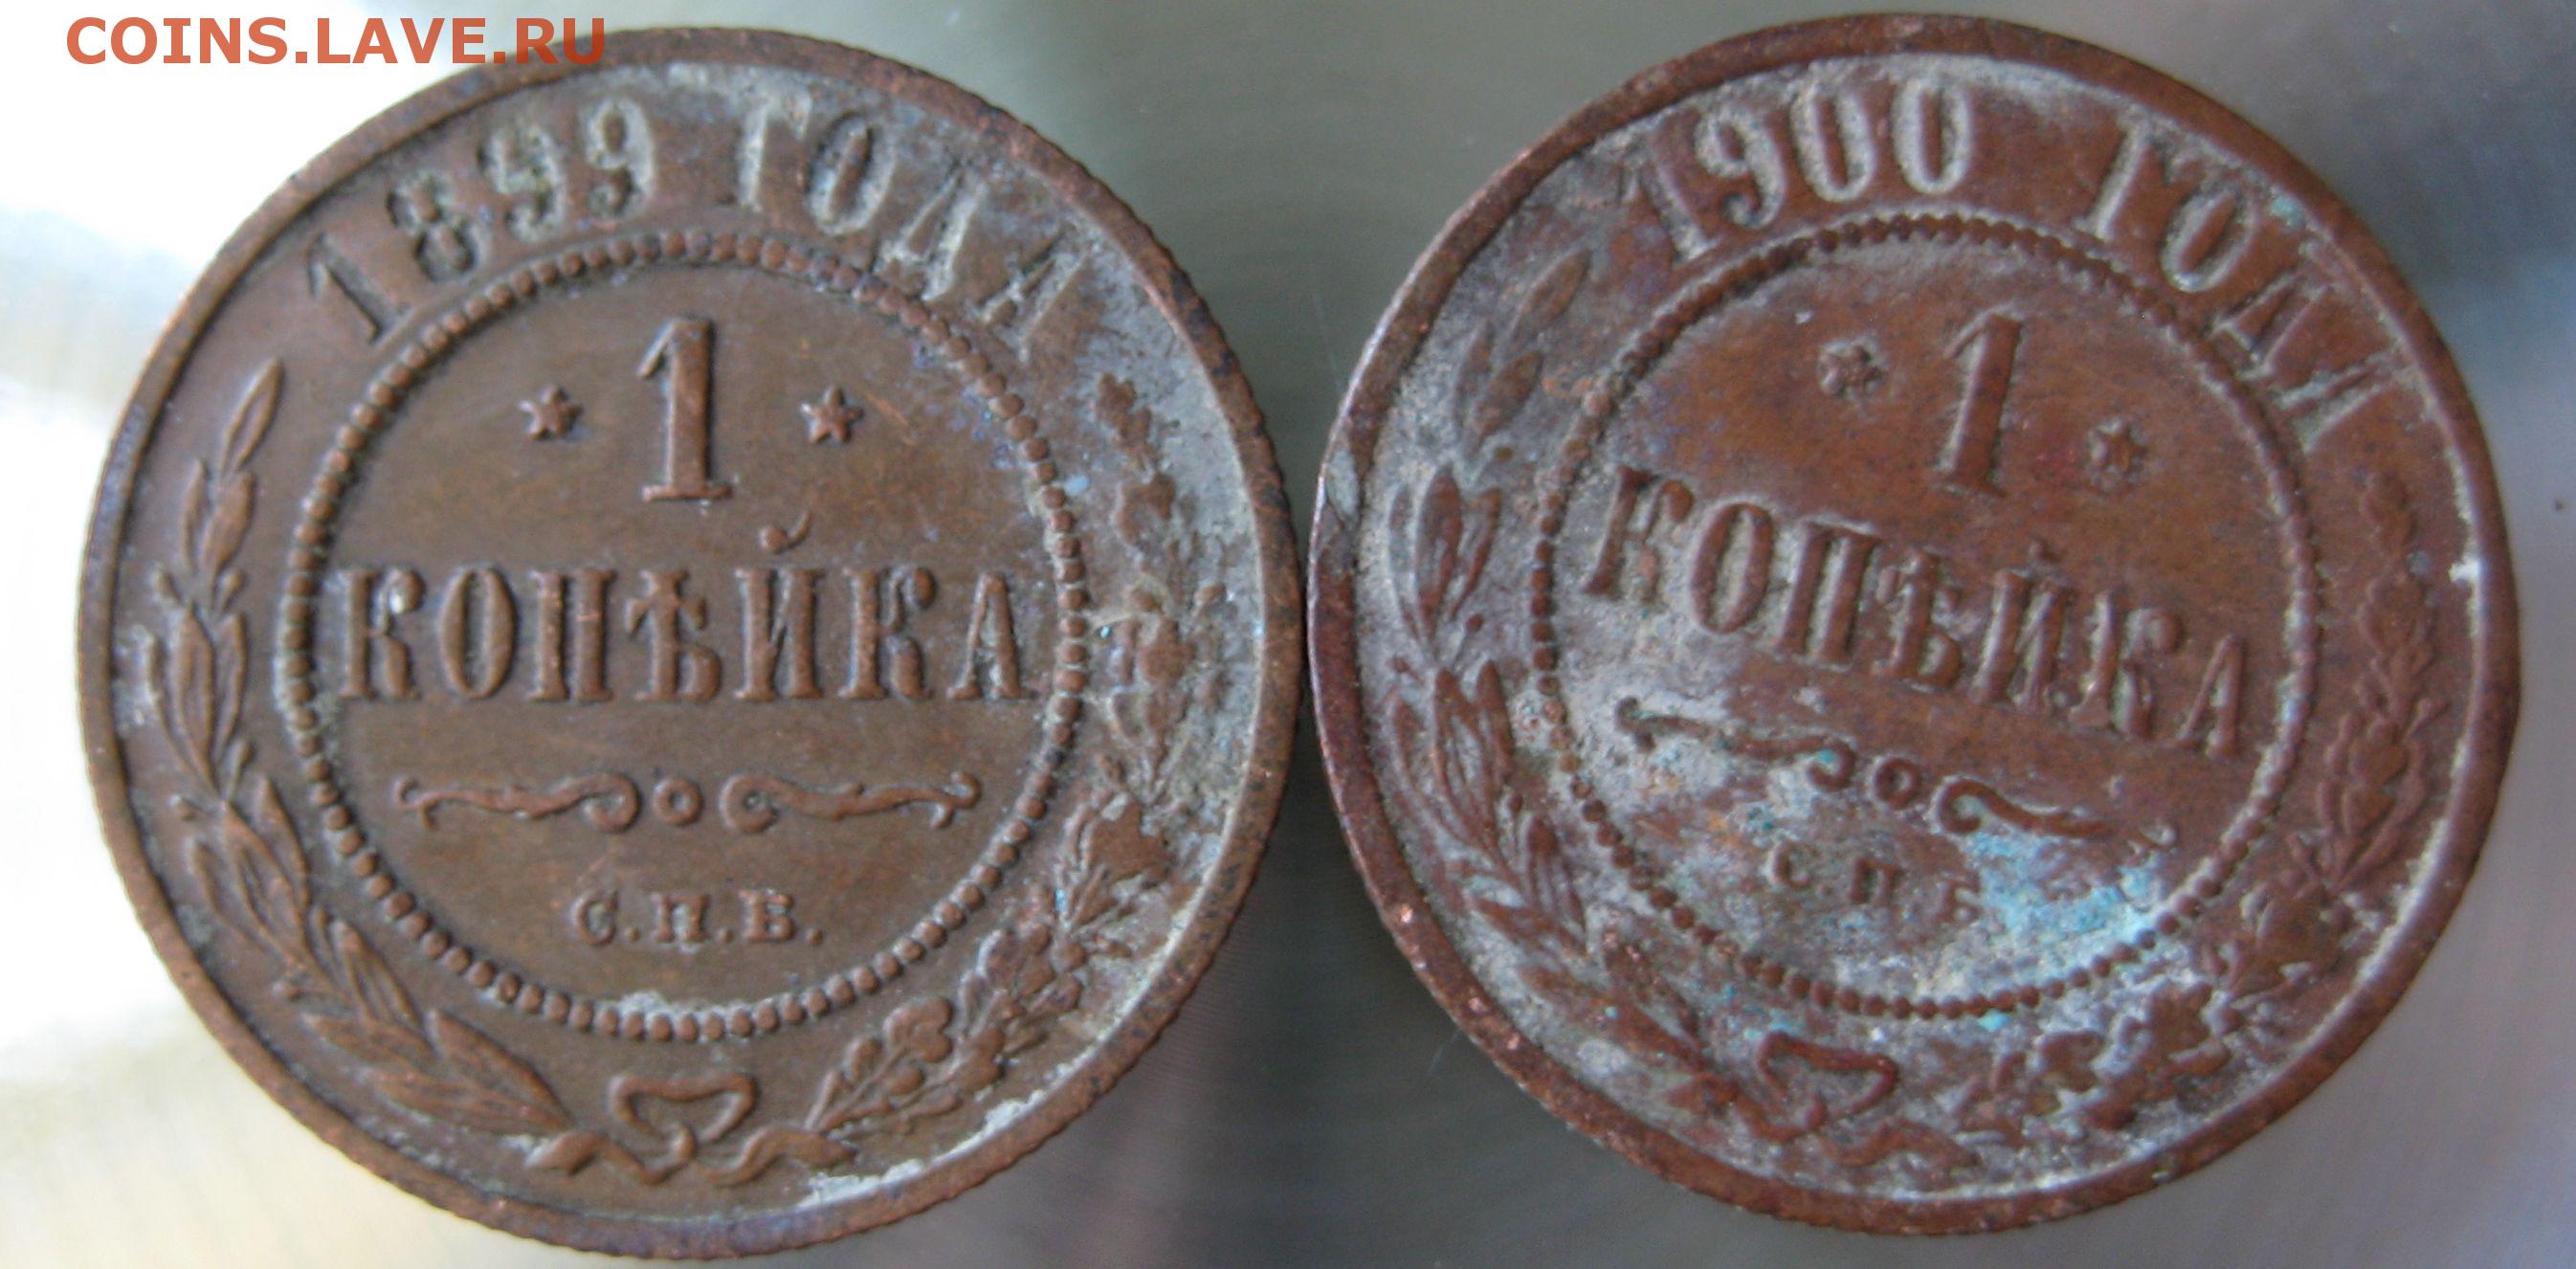 COINS.LAVE.RU
1899 ГОДА
1
КОПѢЙКА
С.П.Б.
1900 ГОДА
1
КОПѢЙКА
С.П.Б